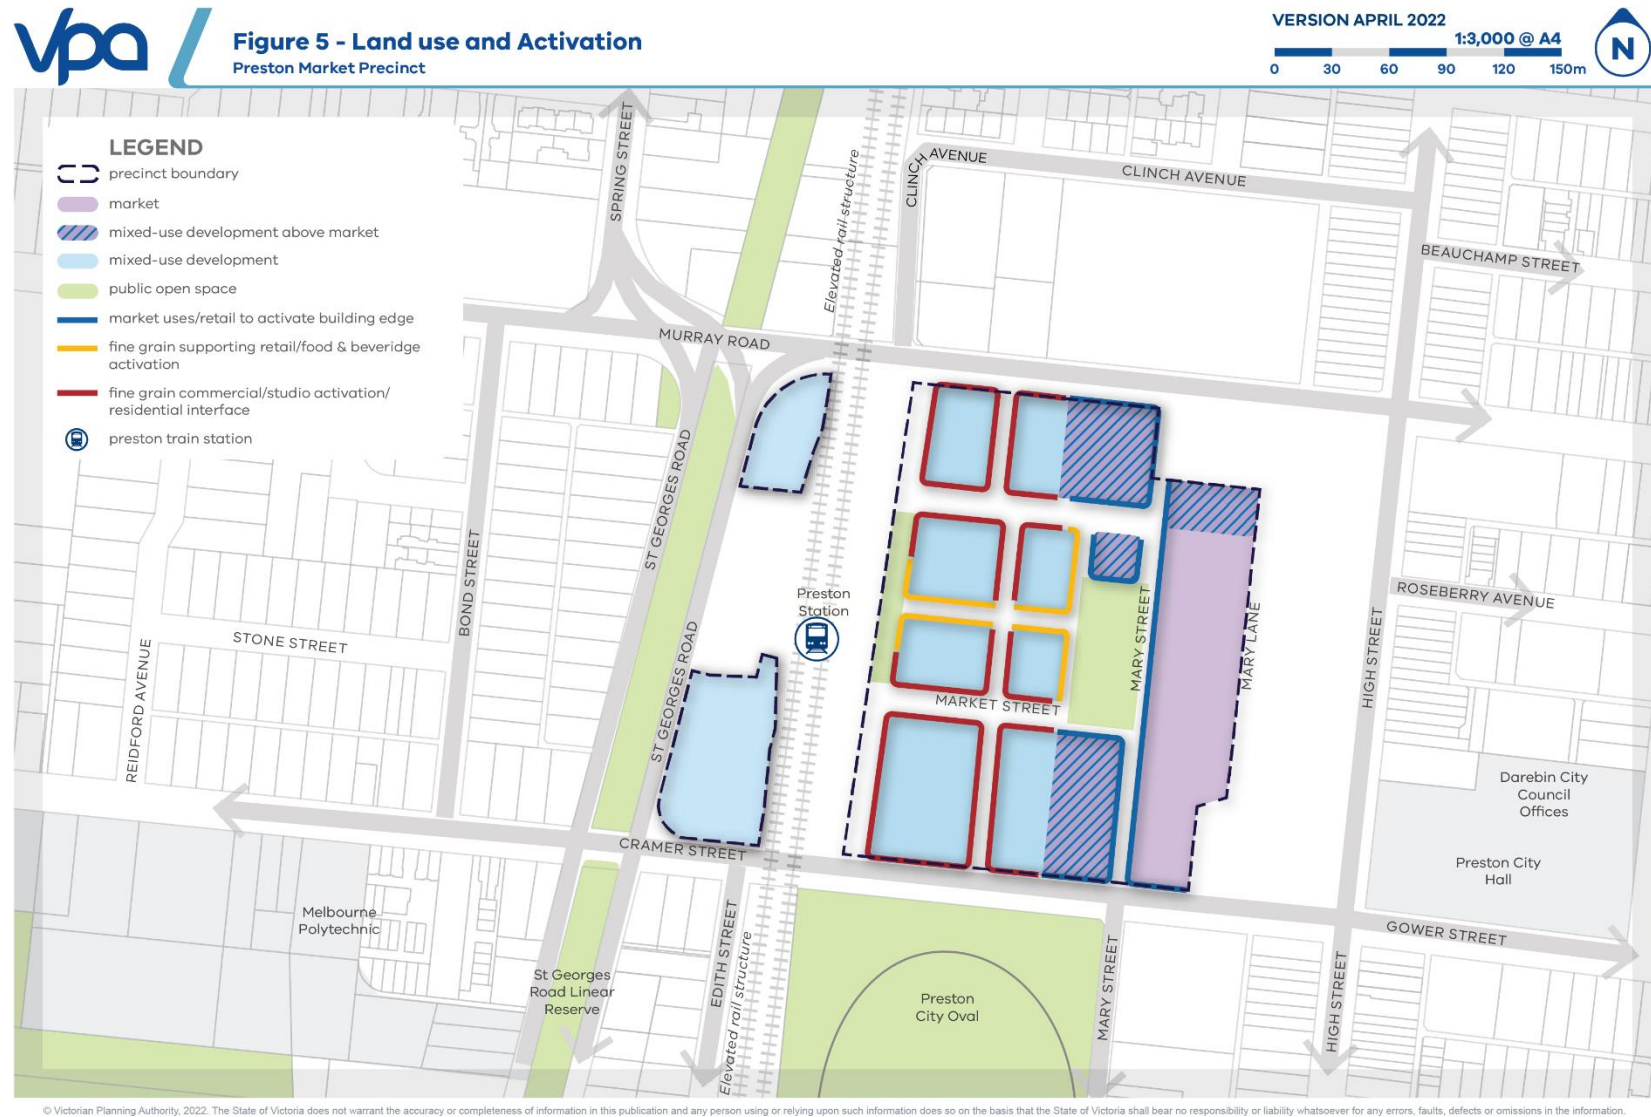 vpa
Figure 5 - Land use and Activation
Preston Market Precinct
VERSION APRIL 2022
1:3,000 @ A4
0 30 60 90 120 150m
N
LEGEND
precinct boundary
market
mixed-use development above market
mixed-use development
public open space
market uses/retail to activate building edge
fine grain supporting retail/food & beveridge
activation
fine grain commercial/studio activation/
residential interface
preston train station
SPRING STREET
Elevated rail structure
CLINCH AVENUE
CLINCH AVENUE
BEAUCHAMP STREET
MURRAY ROAD
ST GEORGES ROAD
BOND STREET
STONE STREET
REIDFORD AVENUE
ST GEORGES ROAD
Preston
Station
MARKET STREET
MARY STREET
MARY LANE
HIGH STREET
ROSEBERRY AVENUE
Darebin City
Council
Offices
Preston City
Hall
CRAMER STREET
GOWER STREET
Melbourne
Polytechnic
St Georges
Road Linear
Reserve
EDITH STREET
Elevated rail structure
Preston
City Oval
MARY STREET
HIGH STREET
© Victorian Planning Authority, 2022. The State of Victoria does not warrant the accuracy or completeness of information in this publication and any person using or relying upon such information does so on the basis that the State of Victoria shall bear no responsibility or liability whatsoever for any errors, faults, defects or omissions in the information.